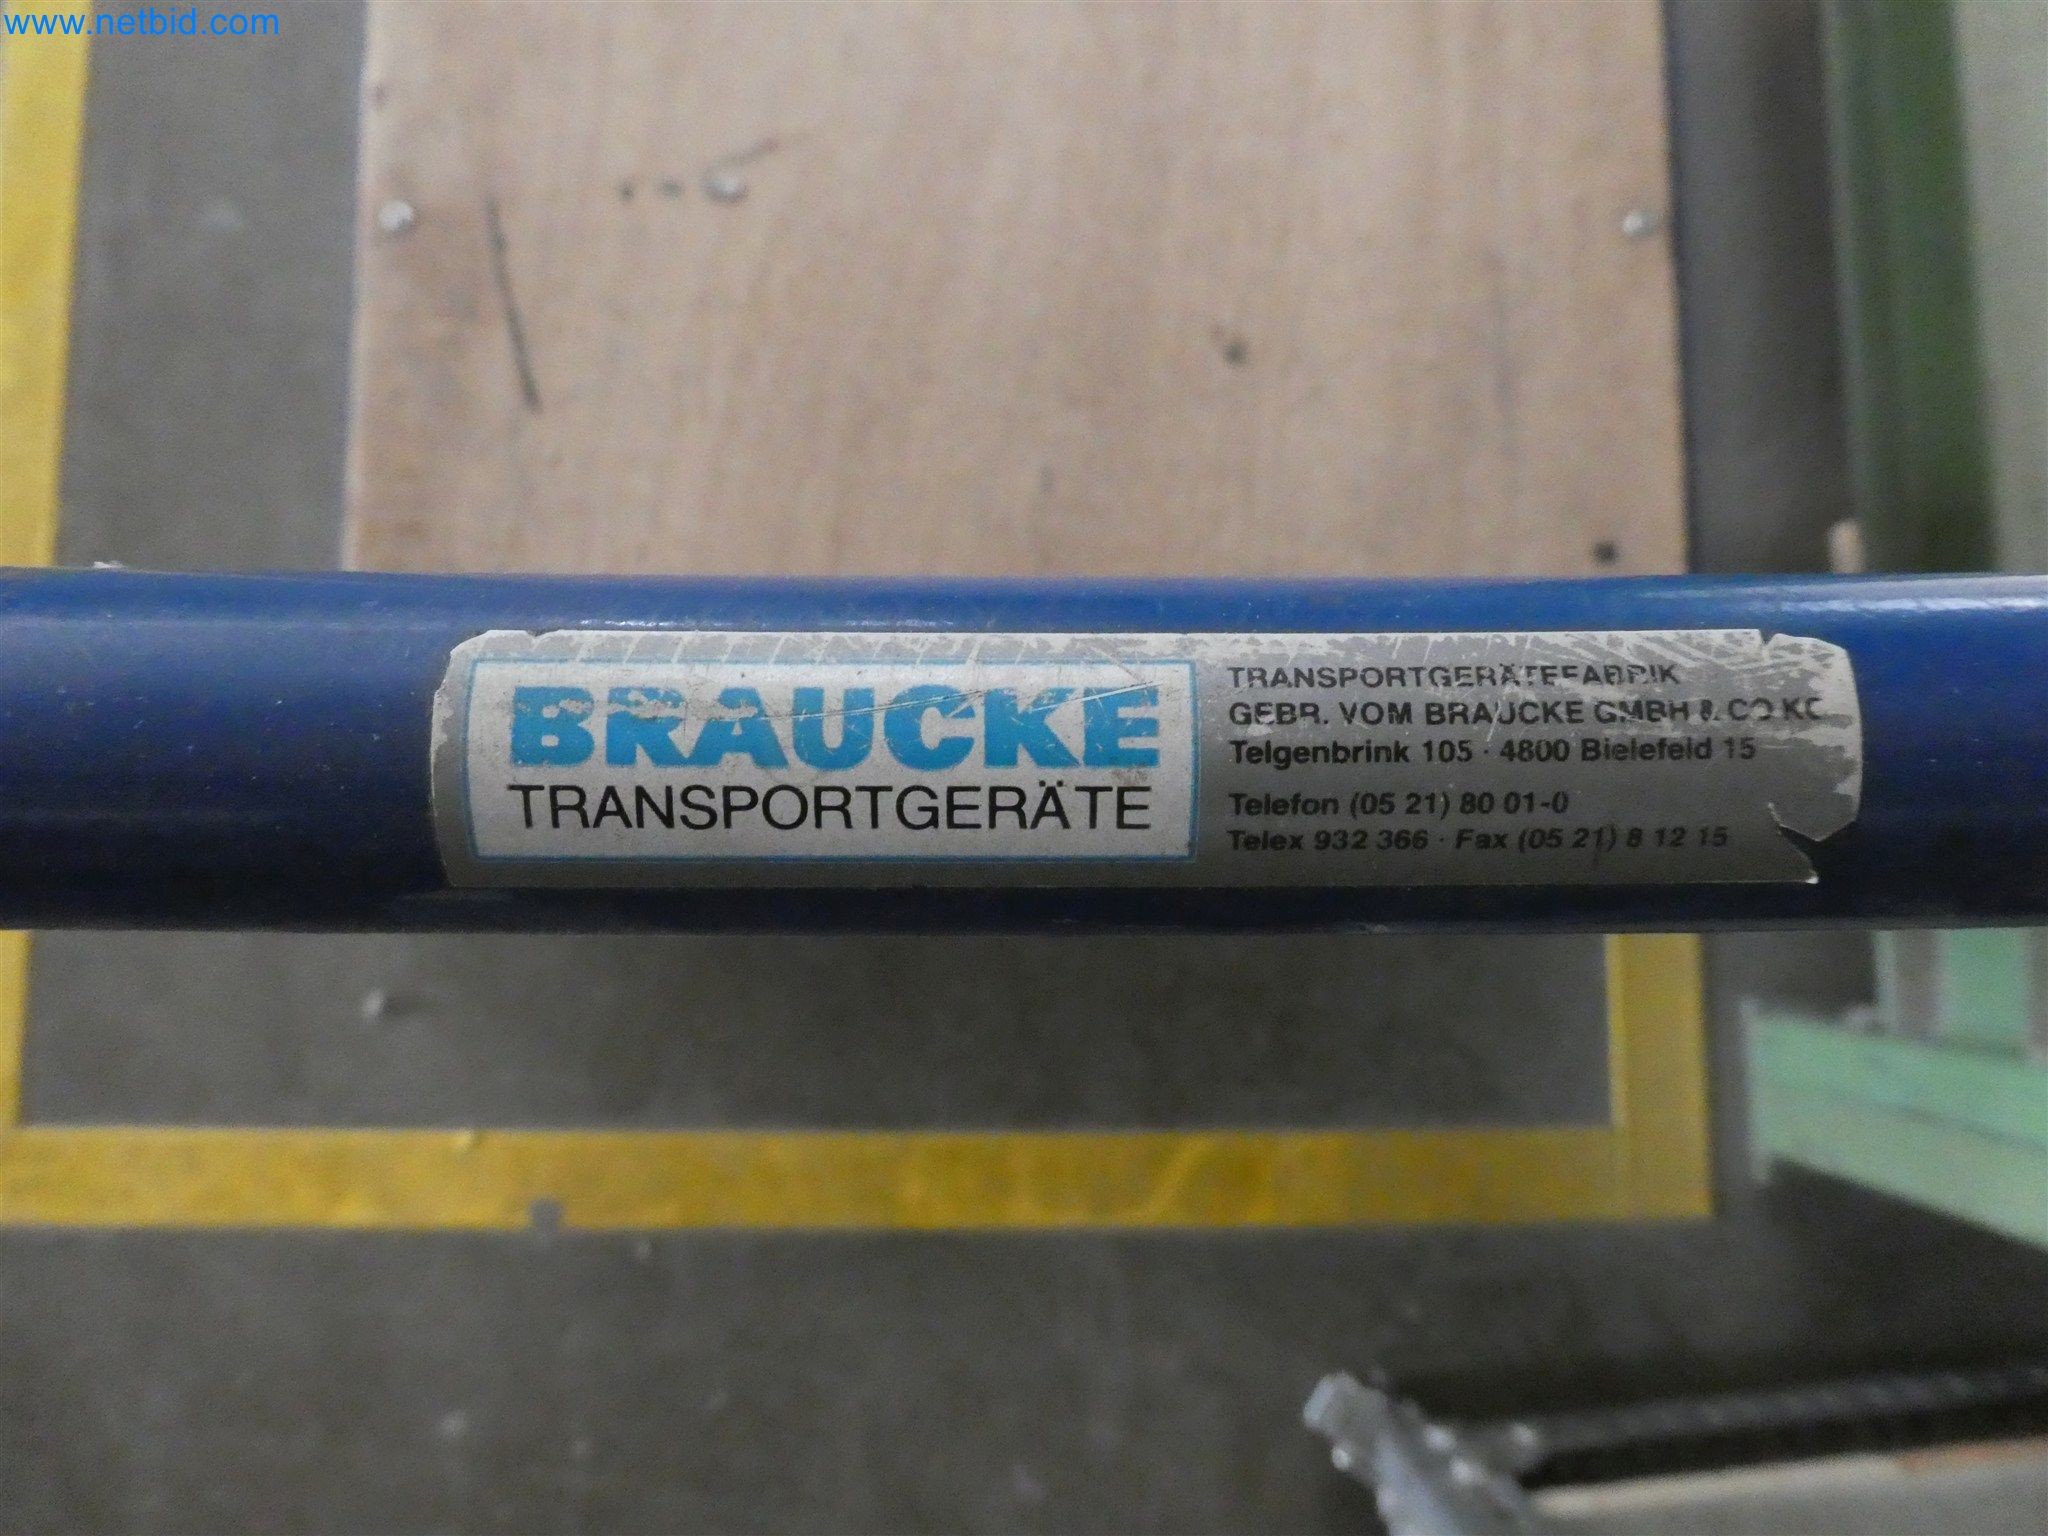 www.netbid.com
BRAUCKE
TRANSPORTGERÄTE
TRANSPORTGERÄTEFABRIK
GEBR. VOM BRAUCKE GMBH & CO KG
Telgenbrink 105 · 4800 Bielefeld 15
Telefon (05 21) 80 01-0
Telex 932 366 · Fax (05 21) 8 12 15